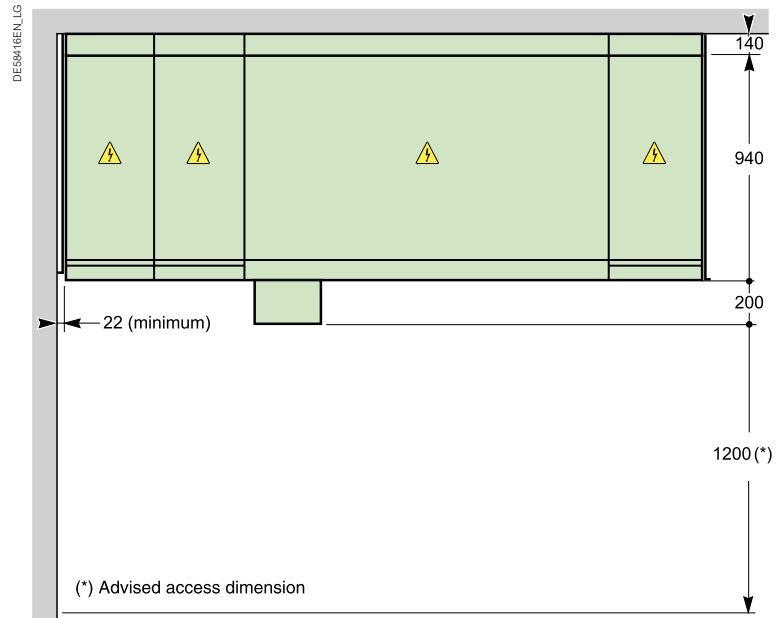 DE58416EN_LG
140
940
200
22 (minimum)
1200 (*)
(*) Advised access dimension